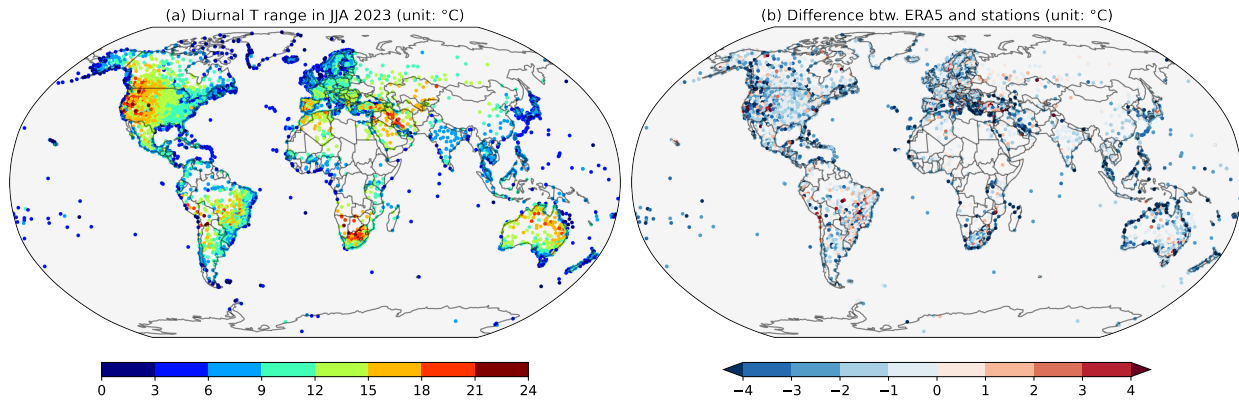 (a) Diurnal T range in JJA 2023 (unit: °C)
(b) Difference btw. ERA5 and stations (unit: °C)
0 3 6 9 12 15 18 21 24
−4 −3 −2 −1 0 1 2 3 4